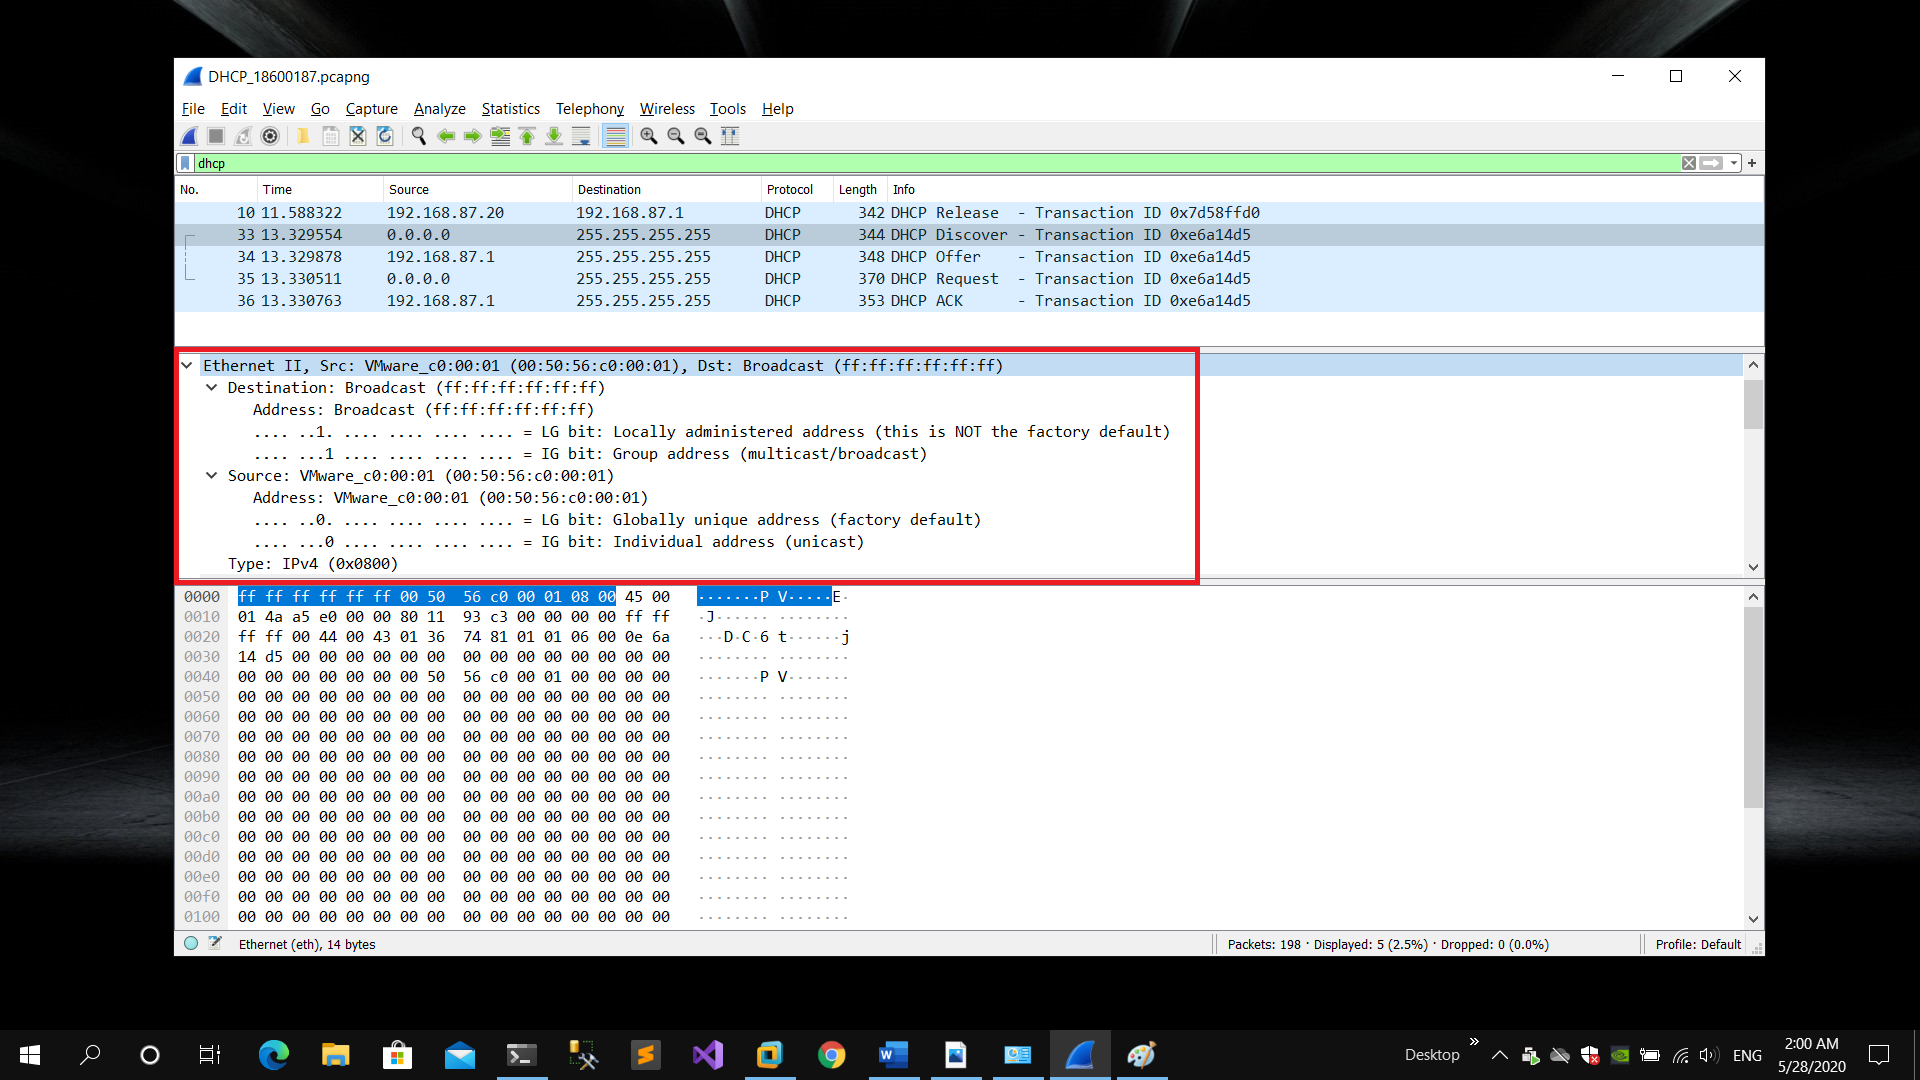 DHCP_18600187.pcapng
File Edit View Go Capture Analyze Statistics Telephony Wireless Tools Help
dhcp
No. Time Source Destination Protocol Length Info
10 11.588322 192.168.87.20 192.168.87.1 DHCP 342 DHCP Release - Transaction ID 0x7d58ffd0
33 13.329554 0.0.0.0 255.255.255.255 DHCP 344 DHCP Discover - Transaction ID 0xe6a14d5
34 13.329878 192.168.87.1 255.255.255.255 DHCP 348 DHCP Offer - Transaction ID 0xe6a14d5
35 13.330511 0.0.0.0 255.255.255.255 DHCP 370 DHCP Request - Transaction ID 0xe6a14d5
36 13.330763 192.168.87.1 255.255.255.255 DHCP 353 DHCP ACK - Transaction ID 0xe6a14d5
Ethernet II, Src: VMware_c0:00:01 (00:50:56:c0:00:01), Dst: Broadcast (ff:ff:ff:ff:ff:ff)
Destination: Broadcast (ff:ff:ff:ff:ff:ff)
Address: Broadcast (ff:ff:ff:ff:ff:ff)
.... ..1. .... .... .... .... = LG bit: Locally administered address (this is NOT the factory default)
.... ...1 .... .... .... .... = IG bit: Group address (multicast/broadcast)
Source: VMware_c0:00:01 (00:50:56:c0:00:01)
Address: VMware_c0:00:01 (00:50:56:c0:00:01)
.... ..0. .... .... .... .... = LG bit: Globally unique address (factory default)
.... ...0 .... .... .... .... = IG bit: Individual address (unicast)
Type: IPv4 (0x0800)
0000 ff ff ff ff ff ff 00 50 56 c0 00 01 08 00 45 00 ·······P V·····E·
0010 01 4a a5 e0 00 00 80 11 93 c3 00 00 00 00 ff ff ·J······ ········
0020 ff ff 00 44 00 43 01 36 74 81 01 01 06 00 0e 6a ···D·C·6 t······j
0030 14 d5 00 00 00 00 00 00 00 00 00 00 00 00 00 00 ········ ········
0040 00 00 00 00 00 00 00 50 56 c0 00 01 00 00 00 00 ·······P V·······
0050 00 00 00 00 00 00 00 00 00 00 00 00 00 00 00 00 ········ ········
0060 00 00 00 00 00 00 00 00 00 00 00 00 00 00 00 00 ········ ········
0070 00 00 00 00 00 00 00 00 00 00 00 00 00 00 00 00 ········ ········
0080 00 00 00 00 00 00 00 00 00 00 00 00 00 00 00 00 ········ ········
0090 00 00 00 00 00 00 00 00 00 00 00 00 00 00 00 00 ········ ········
00a0 00 00 00 00 00 00 00 00 00 00 00 00 00 00 00 00 ········ ········
00b0 00 00 00 00 00 00 00 00 00 00 00 00 00 00 00 00 ········ ········
00c0 00 00 00 00 00 00 00 00 00 00 00 00 00 00 00 00 ········ ········
00d0 00 00 00 00 00 00 00 00 00 00 00 00 00 00 00 00 ········ ········
00e0 00 00 00 00 00 00 00 00 00 00 00 00 00 00 00 00 ········ ········
00f0 00 00 00 00 00 00 00 00 00 00 00 00 00 00 00 00 ········ ········
0100 00 00 00 00 00 00 00 00 00 00 00 00 00 00 00 00 ········ ········
Ethernet (eth), 14 bytes Packets: 198 · Displayed: 5 (2.5%) · Dropped: 0 (0.0%) Profile: Default
Desktop » ENG 2:00 AM
5/28/2020